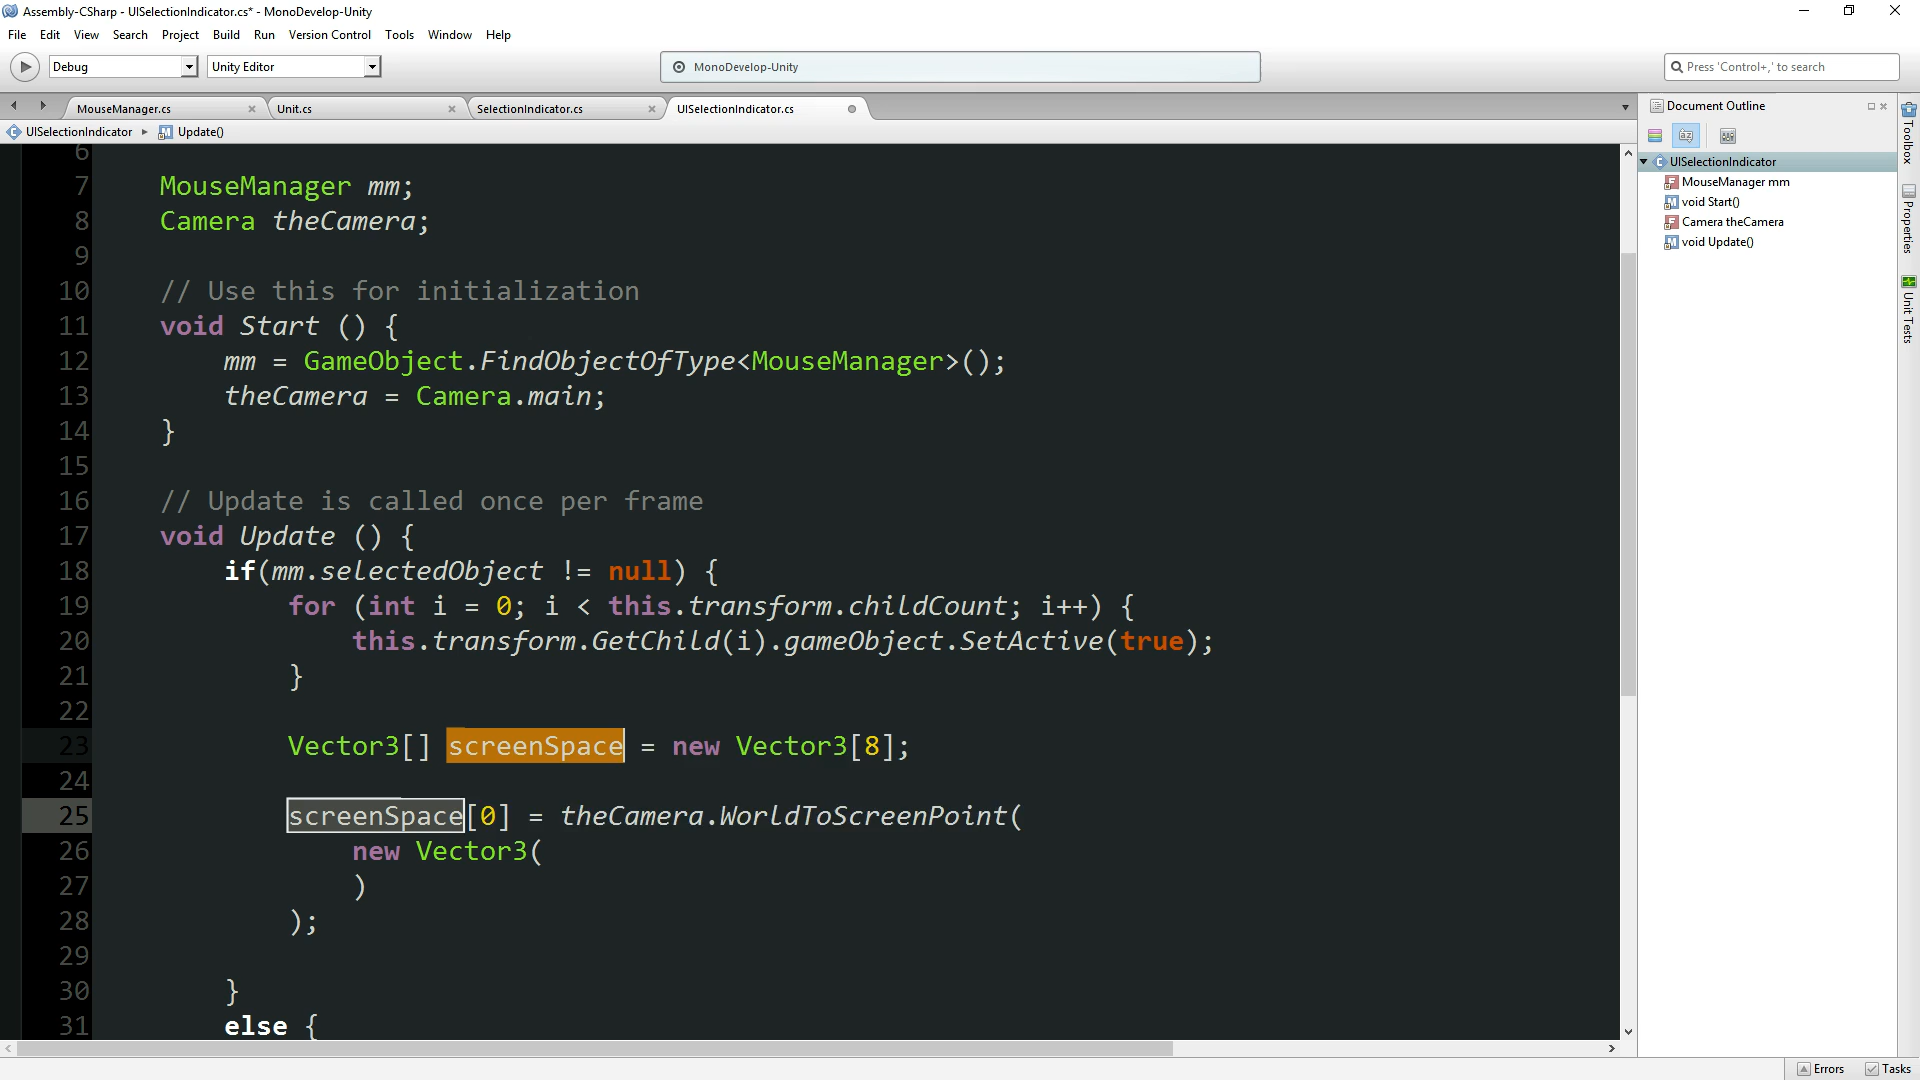 Assembly-CSharp - UISelectionIndicator.cs* - MonoDevelop-Unity
File Edit View Search Project Build Run Version Control Tools Window Help
Debug Unity Editor MonoDevelop-Unity Press 'Control+,' to search
MouseManager.cs Unit.cs SelectionIndicator.cs UISelectionIndicator.cs
UISelectionIndicator Update()
Document Outline
UISelectionIndicator
MouseManager mm
void Start()
Camera theCamera
void Update()
Toolbox
Properties
Unit Tests
6
7 MouseManager mm;
8 Camera theCamera;
9
10 // Use this for initialization
11 void Start () {
12 mm = GameObject.FindObjectOfType<MouseManager>();
13 theCamera = Camera.main;
14 }
15
16 // Update is called once per frame
17 void Update () {
18 if(mm.selectedObject != null) {
19 for (int i = 0; i < this.transform.childCount; i++) {
20 this.transform.GetChild(i).gameObject.SetActive(true);
21 }
22
23 Vector3[] screenSpace = new Vector3[8];
24
25 screenSpace[0] = theCamera.WorldToScreenPoint(
26 new Vector3(
27 )
28 );
29
30 }
31 else {
Errors Tasks